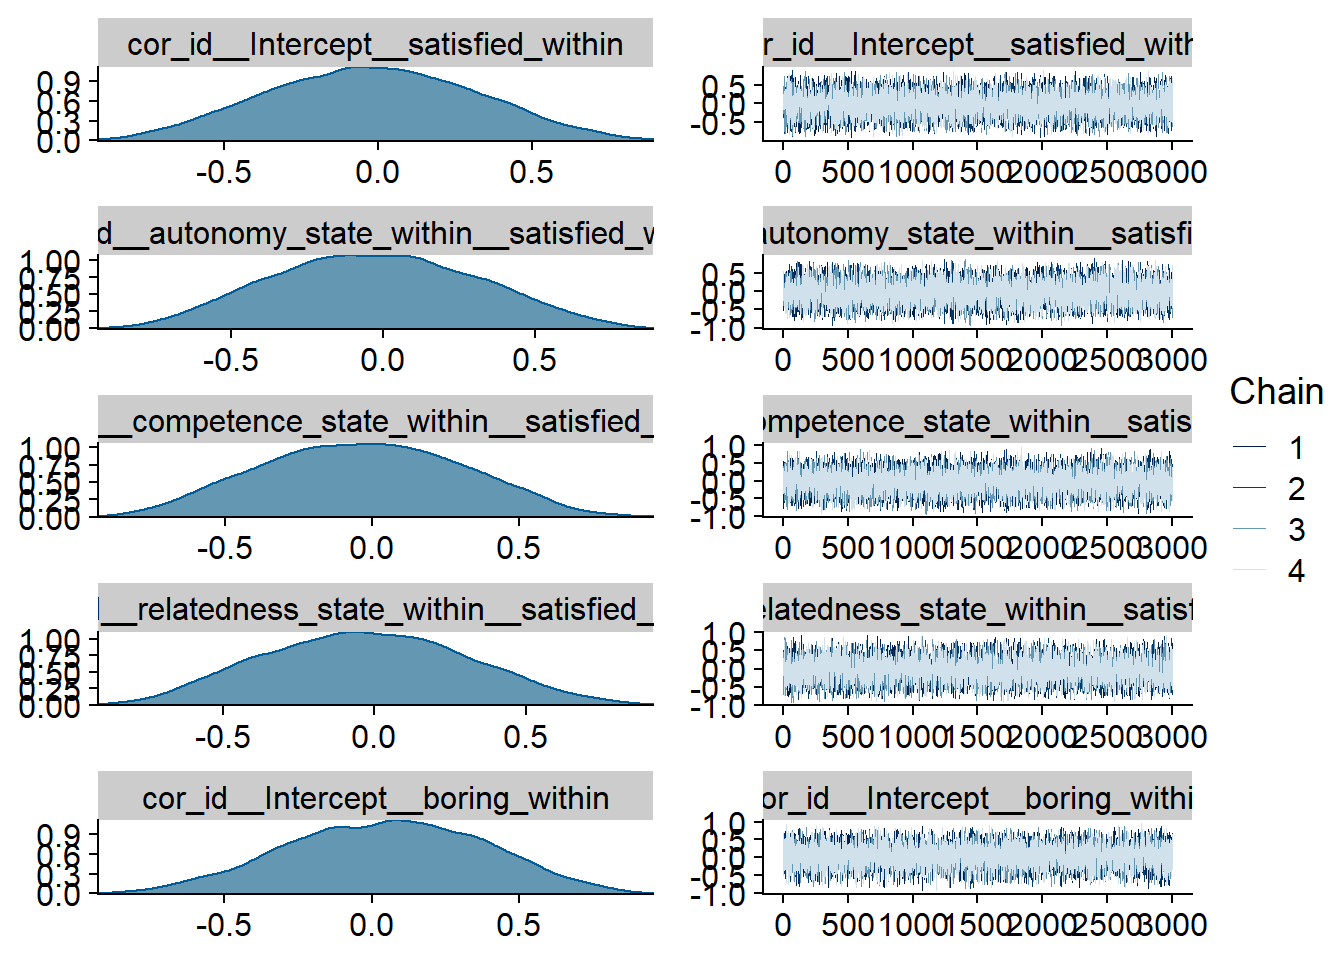 cor_id__Intercept__satisfied_within
r_id__Intercept__satisfied_with
0.9
0.6
0.3
0.0
0.5
0.0
-0.5
-0.5 0.0 0.5
0 500 1000 1500 2000 2500 3000
d__autonomy_state_within__satisfied_w
autonomy_state_within__satisfi
1.00
0.75
0.50
0.25
0.00
0.5
0.0
-0.5
-1.0
-0.5 0.0 0.5
0 500 1000 1500 2000 2500 3000
__competence_state_within__satisfied_
ompetence_state_within__satis
1.00
0.75
0.50
0.25
0.00
1.0
0.5
0.0
-0.5
-1.0
-0.5 0.0 0.5
0 500 1000 1500 2000 2500 3000
__relatedness_state_within__satisfied_
elatedness_state_within__satisf
1.00
0.75
0.50
0.25
0.00
1.0
0.5
0.0
-0.5
-1.0
-0.5 0.0 0.5
0 500 1000 1500 2000 2500 3000
cor_id__Intercept__boring_within
or_id__Intercept__boring_withi
0.9
0.6
0.3
0.0
1.0
0.5
0.0
-0.5
-1.0
-0.5 0.0 0.5
0 500 1000 1500 2000 2500 3000
Chain
1
2
3
4